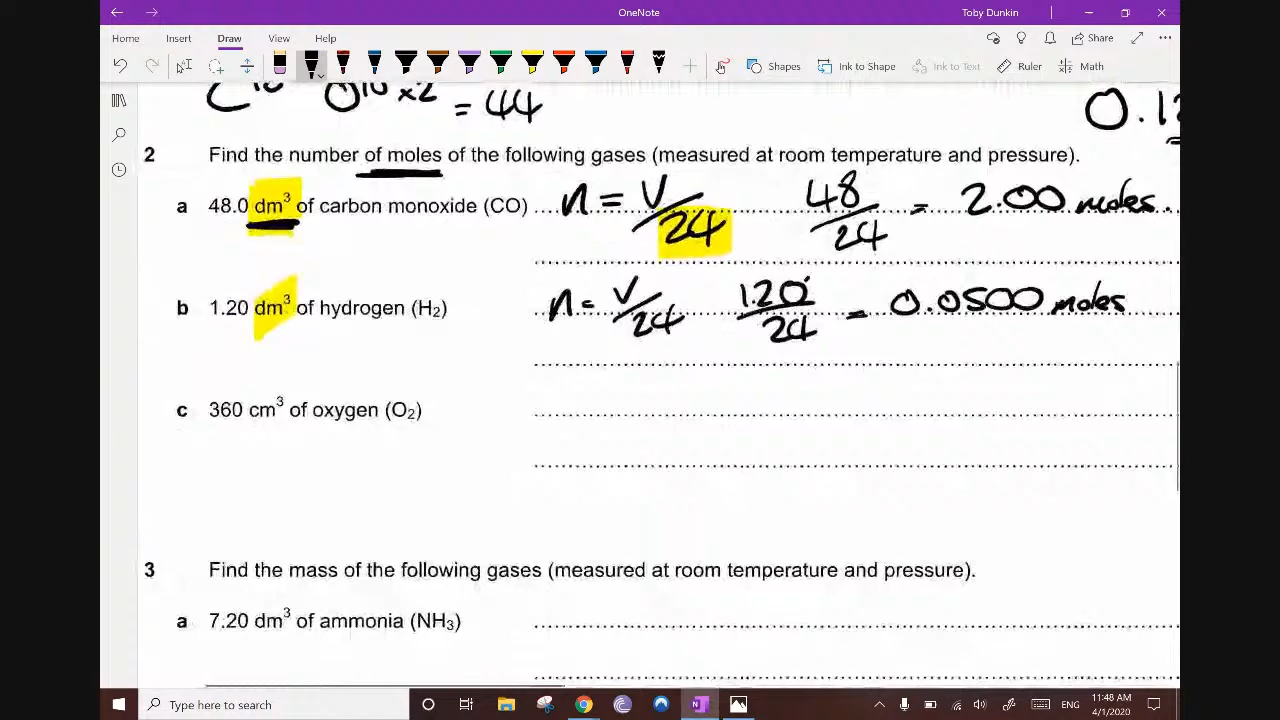 OneNote
Toby Dunkin
Home Insert Draw View Help
Share
Shapes Ink to Shape Ink to Text Ruler Math
C O x2 = 44
0.12
2 Find the number of moles of the following gases (measured at room temperature and pressure).
a 48.0 dm³ of carbon monoxide (CO) n = V/24 48/24 = 2.00 moles.
b 1.20 dm³ of hydrogen (H₂) n = V/24 1.20/24 = 0.0500 moles
c 360 cm³ of oxygen (O₂)
3 Find the mass of the following gases (measured at room temperature and pressure).
a 7.20 dm³ of ammonia (NH₃)
Type here to search
ENG
11:48 AM
4/1/2020